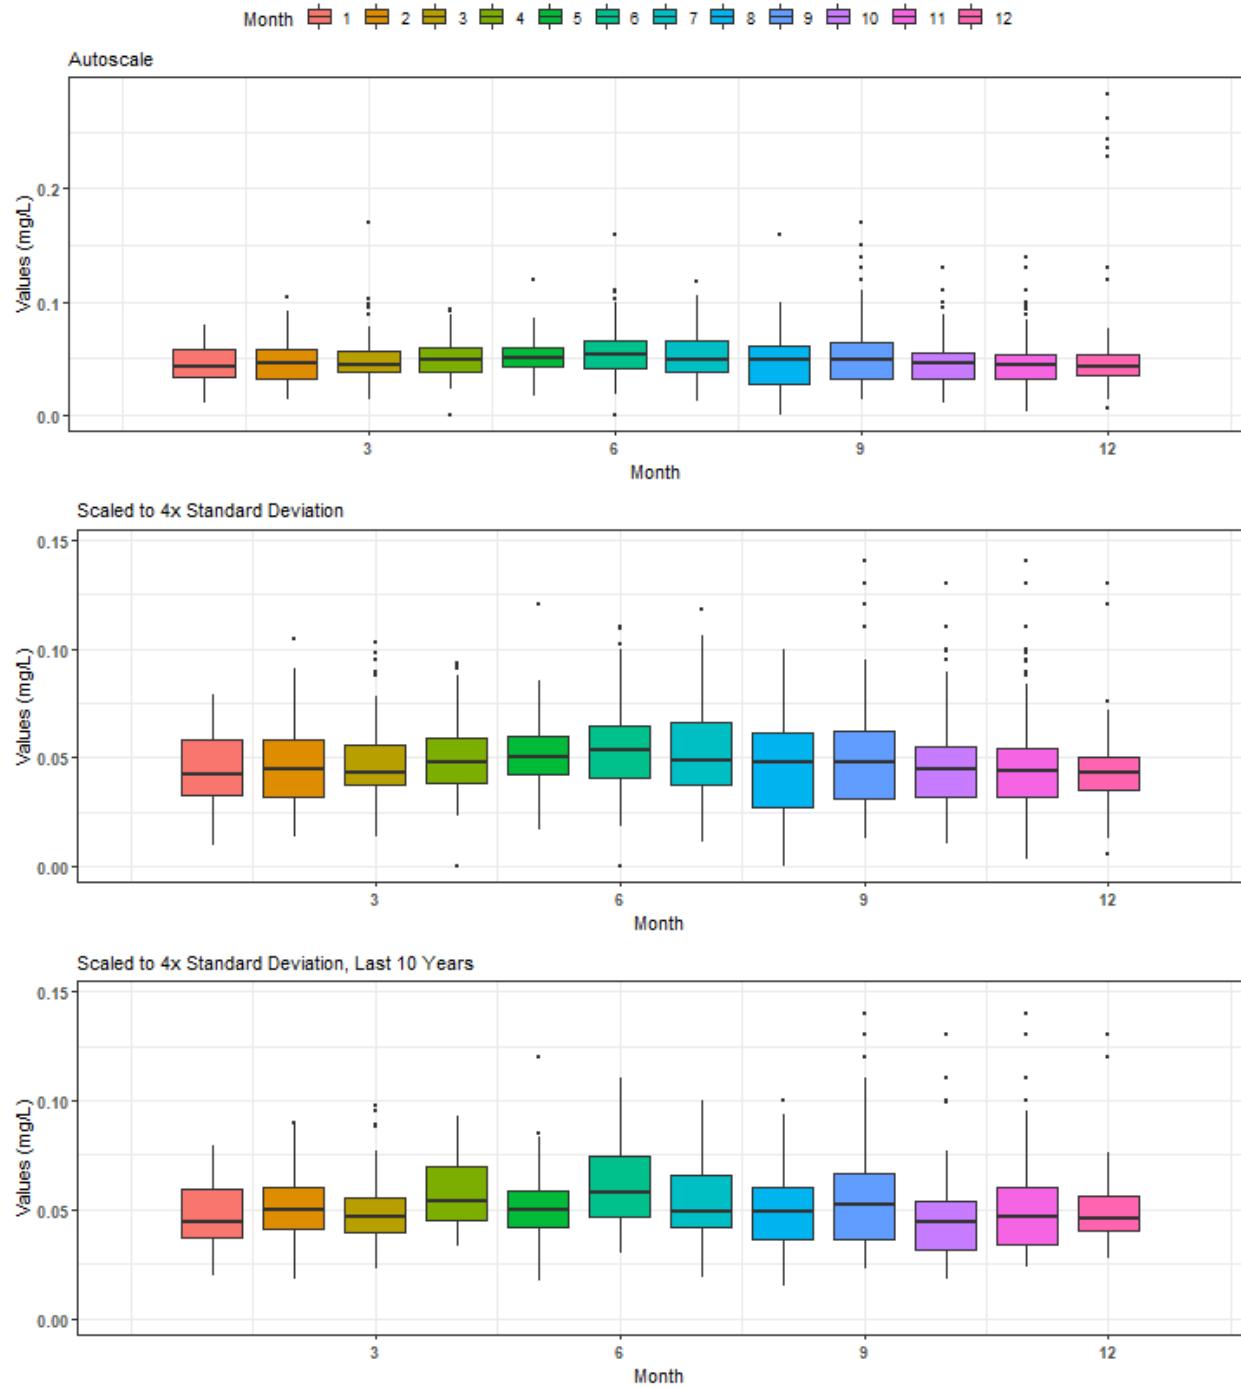 Month 1 2 3 4 5 6 7 8 9 10 11 12
Autoscale
Values (mg/L)
0.2
0.1
0.0
3 6 9 12
Month
Scaled to 4x Standard Deviation
Values (mg/L)
0.15
0.10
0.05
0.00
3 6 9 12
Month
Scaled to 4x Standard Deviation, Last 10 Years
Values (mg/L)
0.15
0.10
0.05
0.00
3 6 9 12
Month